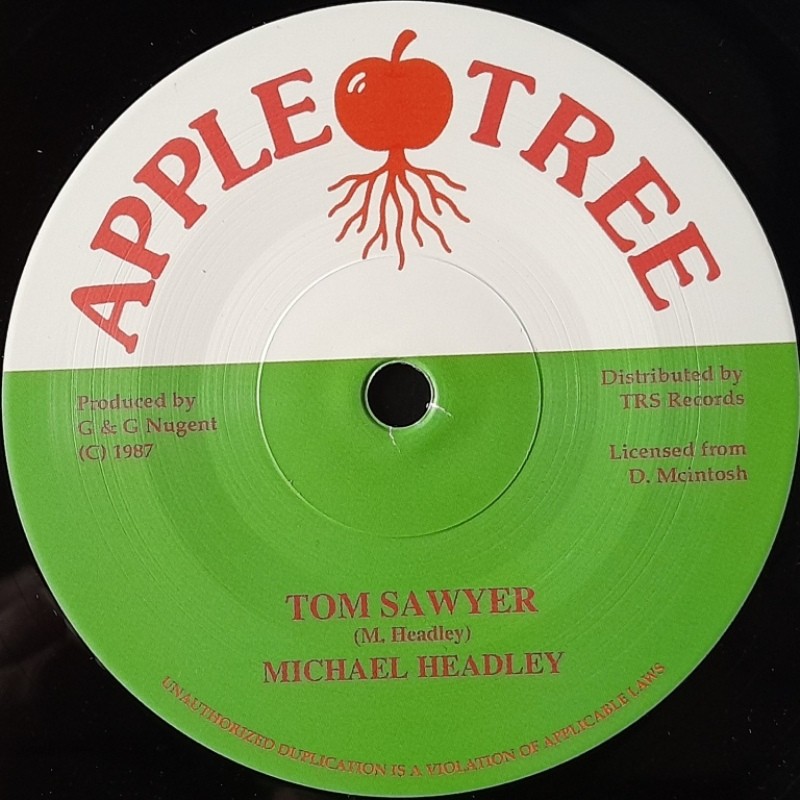 APPLE TREE
Produced by
G & G Nugent
(C) 1987
Distributed by
TRS Records
Licensed from
D. Mcintosh
TOM SAWYER
(M. Headley)
MICHAEL HEADLEY
UNAUTHORIZED DUPLICATION IS A VIOLATION OF APPLICABLE LAWS